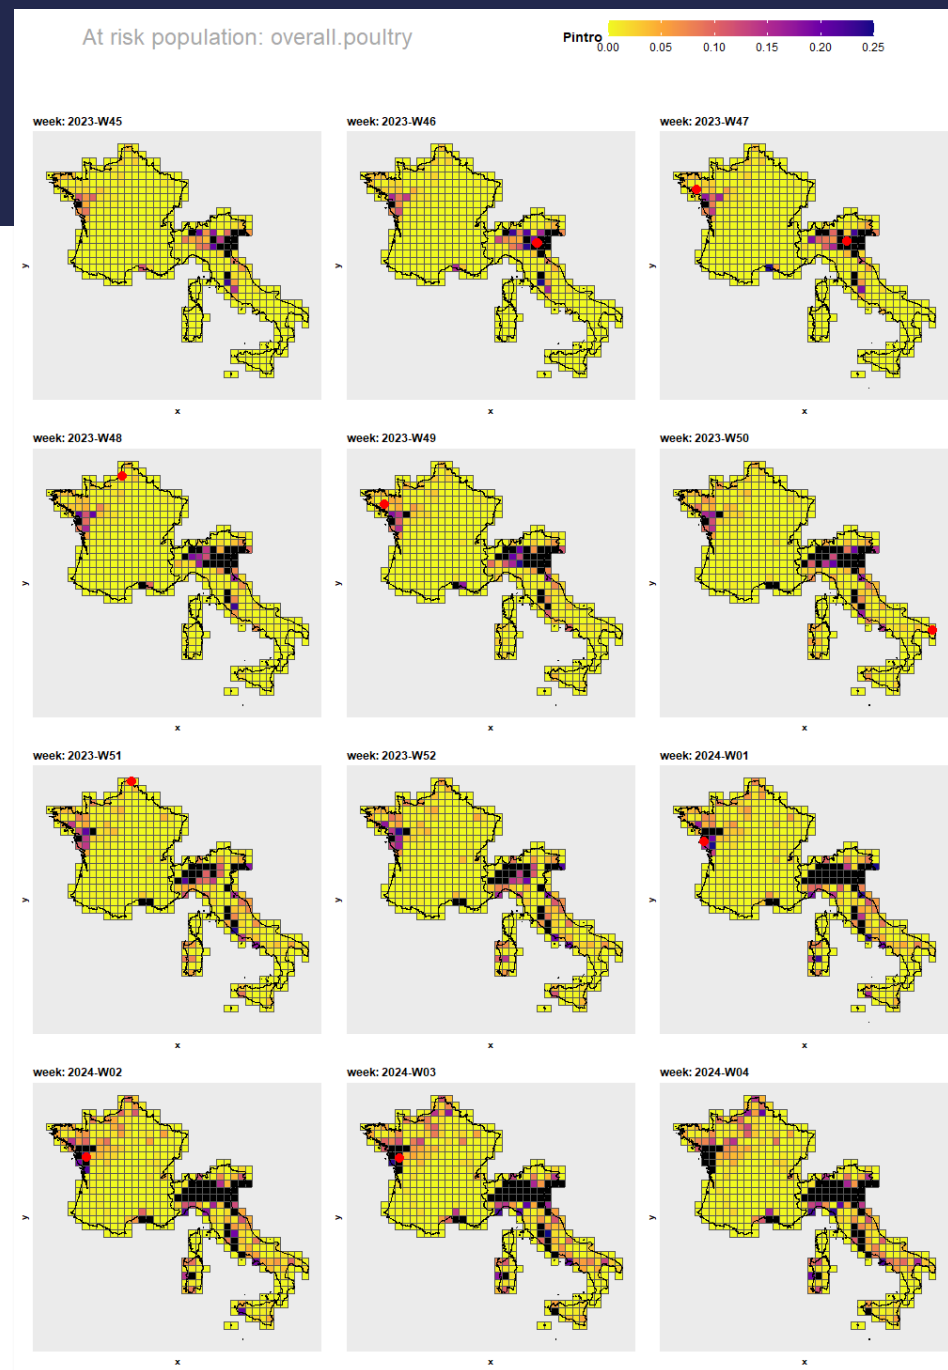 At risk population: overall.poultry
Pintro
0.00 0.05 0.10 0.15 0.20 0.25
week: 2023-W45 week: 2023-W46 week: 2023-W47
y y y
x x x
week: 2023-W48 week: 2023-W49 week: 2023-W50
y y y
x x x
week: 2023-W51 week: 2023-W52 week: 2024-W01
y y y
x x x
week: 2024-W02 week: 2024-W03 week: 2024-W04
y y y
x x x